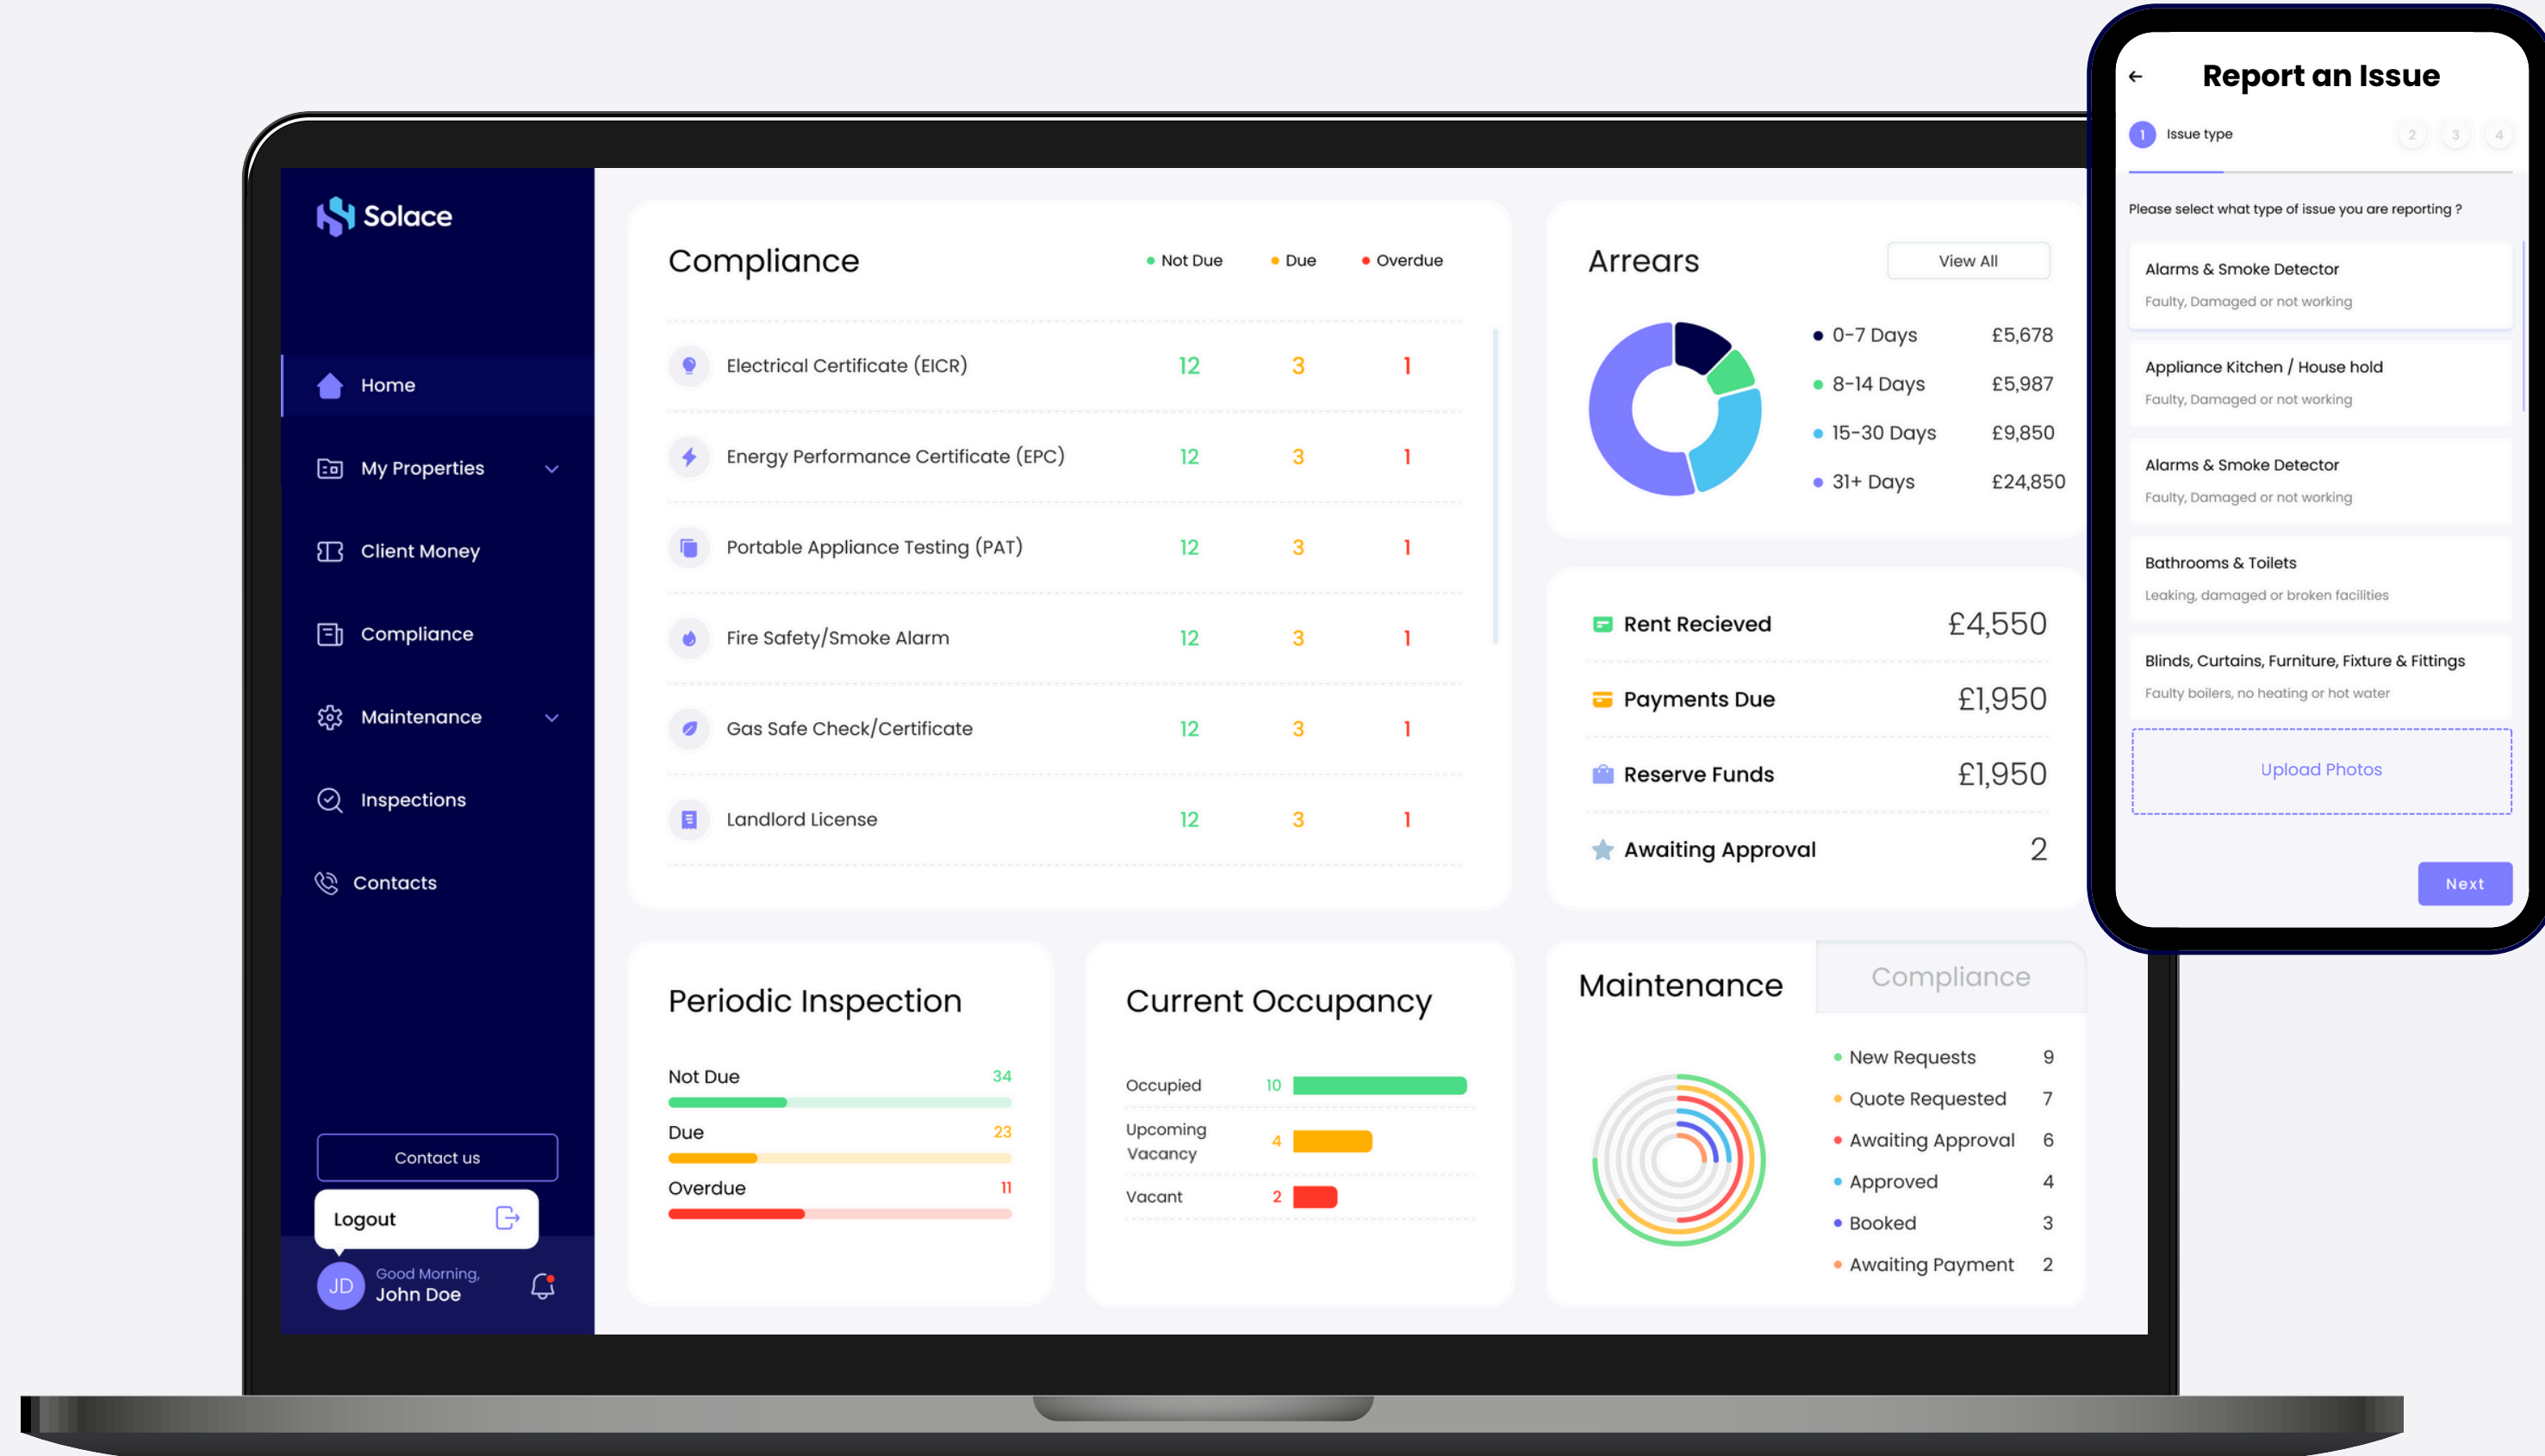 Solace
Home
My Properties
Client Money
Compliance
Maintenance
Inspections
Contacts
Contact us
Logout
JD
Good Morning,
John Doe
Compliance
Not Due
Due
Overdue
Electrical Certificate (EICR) 12 3 1
Energy Performance Certificate (EPC) 12 3 1
Portable Appliance Testing (PAT) 12 3 1
Fire Safety/Smoke Alarm 12 3 1
Gas Safe Check/Certificate 12 3 1
Landlord License 12 3 1
Arrears
View All
0-7 Days £5,678
8-14 Days £5,987
15-30 Days £9,850
31+ Days £24,850
Rent Recieved £4,550
Payments Due £1,950
Reserve Funds £1,950
Awaiting Approval 2
Periodic Inspection
Not Due 34
Due 23
Overdue 11
Current Occupancy
Occupied 10
Upcoming
Vacancy 4
Vacant 2
Maintenance
Compliance
New Requests 9
Quote Requested 7
Awaiting Approval 6
Approved 4
Booked 3
Awaiting Payment 2
Report an Issue
1 Issue type 2 3 4
Please select what type of issue you are reporting ?
Alarms & Smoke Detector
Faulty, Damaged or not working
Appliance Kitchen / House hold
Faulty, Damaged or not working
Alarms & Smoke Detector
Faulty, Damaged or not working
Bathrooms & Toilets
Leaking, damaged or broken facilities
Blinds, Curtains, Furniture, Fixture & Fittings
Faulty boilers, no heating or hot water
Upload Photos
Next